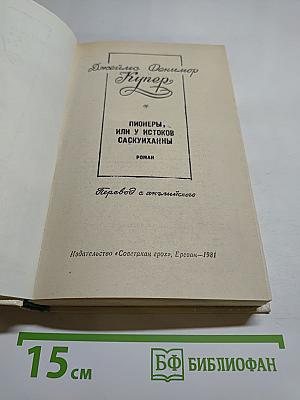 Джеймс Фенимор
Купер
ПИОНЕРЫ,
ИЛИ У ИСТОКОВ
САСКУИХАННЫ
РОМАН
Перевод с английского
Издательство «Советакан грох», Ереван—1981
15 см
БФ БИБЛИОФАН